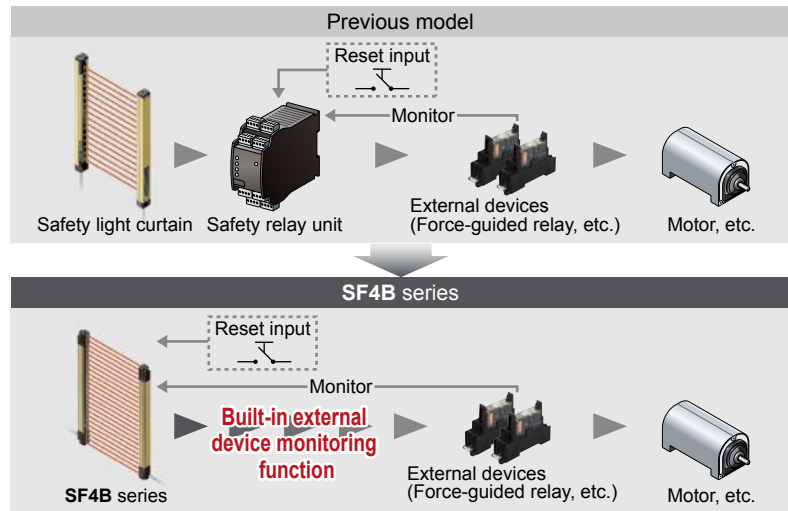 Previous model
Reset input
Monitor
Safety light curtain
Safety relay unit
External devices
(Force-guided relay, etc.)
Motor, etc.
SF4B series
Reset input
Monitor
Built-in external
device monitoring
function
SF4B series
External devices
(Force-guided relay, etc.)
Motor, etc.